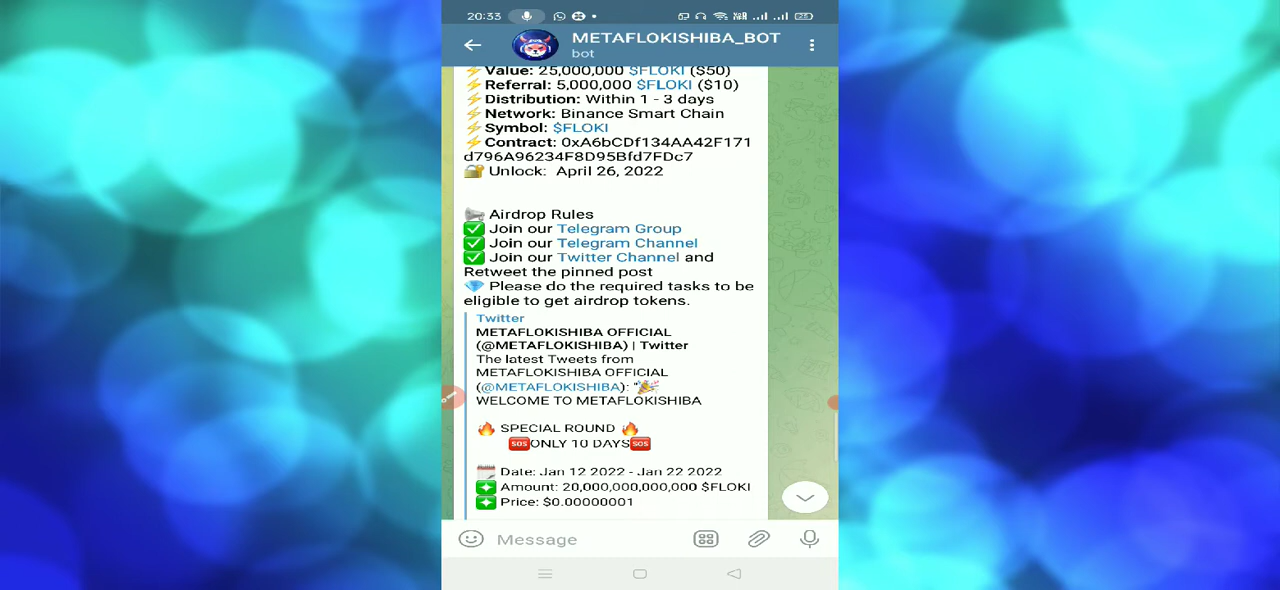 20:33
METAFLOKISHIBA_BOT
bot
⚡Value: 25,000,000 $FLOKI ($50)
⚡Referral: 5,000,000 $FLOKI ($10)
⚡Distribution: Within 1 - 3 days
⚡Network: Binance Smart Chain
⚡Symbol: $FLOKI
⚡Contract: 0xA6bCDf134AA42F171
d796A96234F8D95Bfd7FDc7
🔐 Unlock:  April 26, 2022
📢 Airdrop Rules
✅ Join our Telegram Group
✅ Join our Telegram Channel
✅ Join our Twitter Channel and
Retweet the pinned post
💎 Please do the required tasks to be
eligible to get airdrop tokens.
Twitter
METAFLOKISHIBA OFFICIAL
(@METAFLOKISHIBA) | Twitter
The latest Tweets from
METAFLOKISHIBA OFFICIAL
(@METAFLOKISHIBA): "🎉
WELCOME TO METAFLOKISHIBA
🔥 SPECIAL ROUND 🔥
🆘ONLY 10 DAYS🆘
📅 Date: Jan 12 2022 - Jan 22 2022
❇️ Amount: 20,000,000,000,000 $FLOKI
❇️ Price: $0.00000001
Message